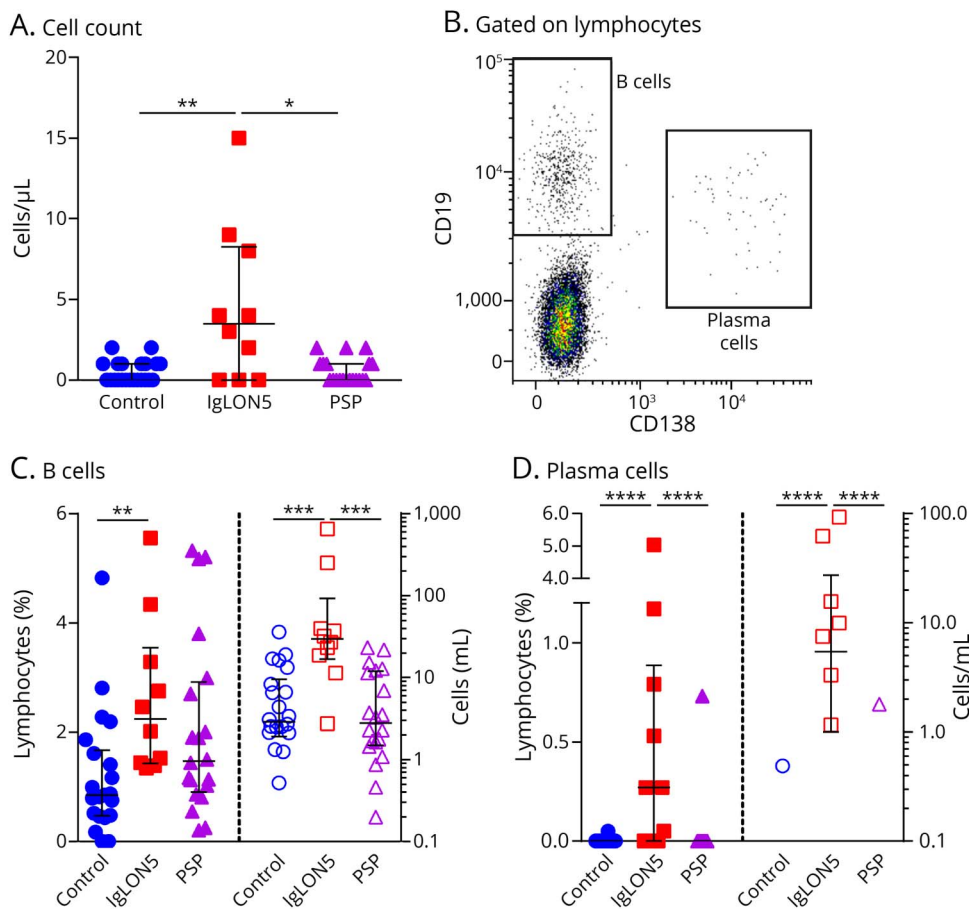 A. Cell count
20
15
10
5
0
Cells/µL
**
*
Control
IgLON5
PSP
B. Gated on lymphocytes
10⁵
10⁴
1,000
0
CD19
B cells
Plasma
cells
0
10³
10⁴
CD138
C. B cells
6
4
2
0
Lymphocytes (%)
**
***
***
1,000
100
10
1
0.1
Cells (mL)
Control
IgLON5
PSP
Control
IgLON5
PSP
D. Plasma cells
6.0
5.0
4.0
1.0
0.5
0.0
Lymphocytes (%)
****
****
****
****
100.0
10.0
1.0
0.1
Cells/mL
Control
IgLON5
PSP
Control
IgLON5
PSP